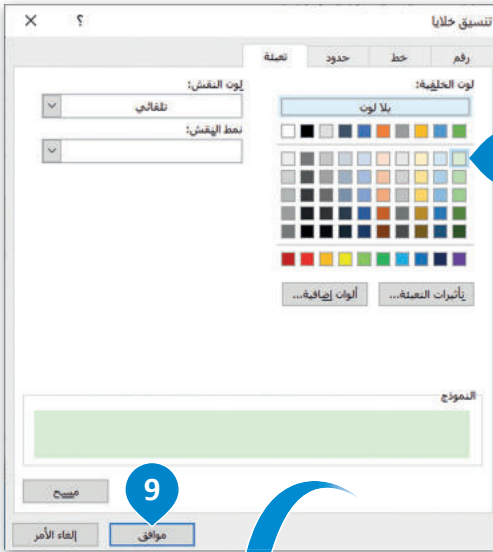 تنسيق خلايا ؟ ×
رقم خط حدود تعبئة
لون الخلفية: لون النقش:
بلا لون تلقائي
نمط النقش:
تأثيرات التعبئة... ألوان إضافية...
النموذج
مسح
9
موافق إلغاء الأمر